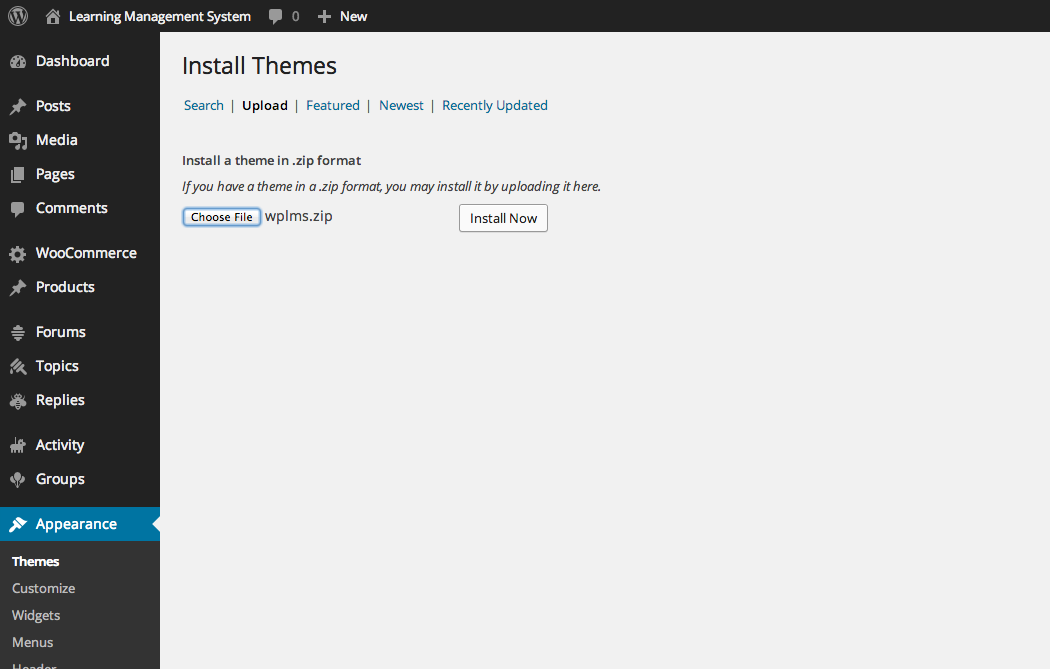 Learning Management System 0 New
Dashboard
Posts
Media
Pages
Comments
WooCommerce
Products
Forums
Topics
Replies
Activity
Groups
Appearance
Themes
Customize
Widgets
Menus
Header
Install Themes
Search | Upload | Featured | Newest | Recently Updated
Install a theme in .zip format
If you have a theme in a .zip format, you may install it by uploading it here.
Choose File wplms.zip Install Now